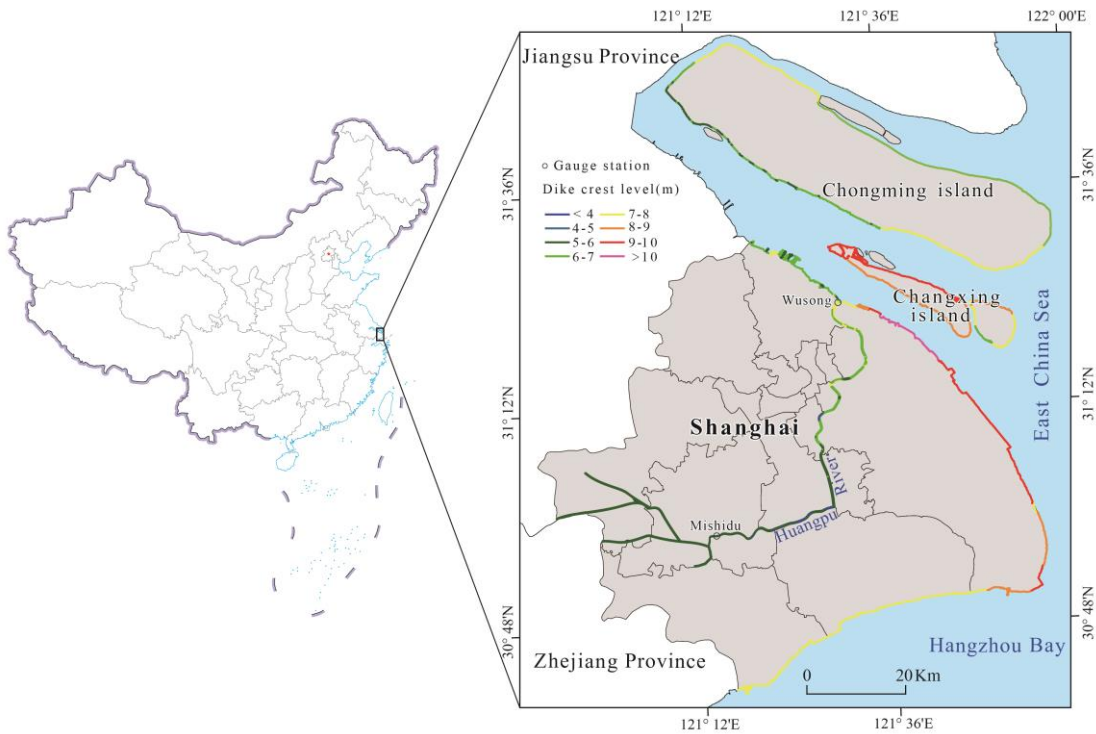 121° 12'E
121° 36'E
122° 00'E
Jiangsu Province
31° 36'N
31° 36'N
Gauge station
Dike crest level(m)
< 4
7-8
4-5
8-9
5-6
9-10
6-7
>10
Chongming island
Wusong
Changxing
island
East China Sea
31° 12'N
31° 12'N
Shanghai
River
Huangpu
Mishidu
30° 48'N
30° 48'N
Hangzhou Bay
Zhejiang Province
0
20Km
121° 12'E
121° 36'E